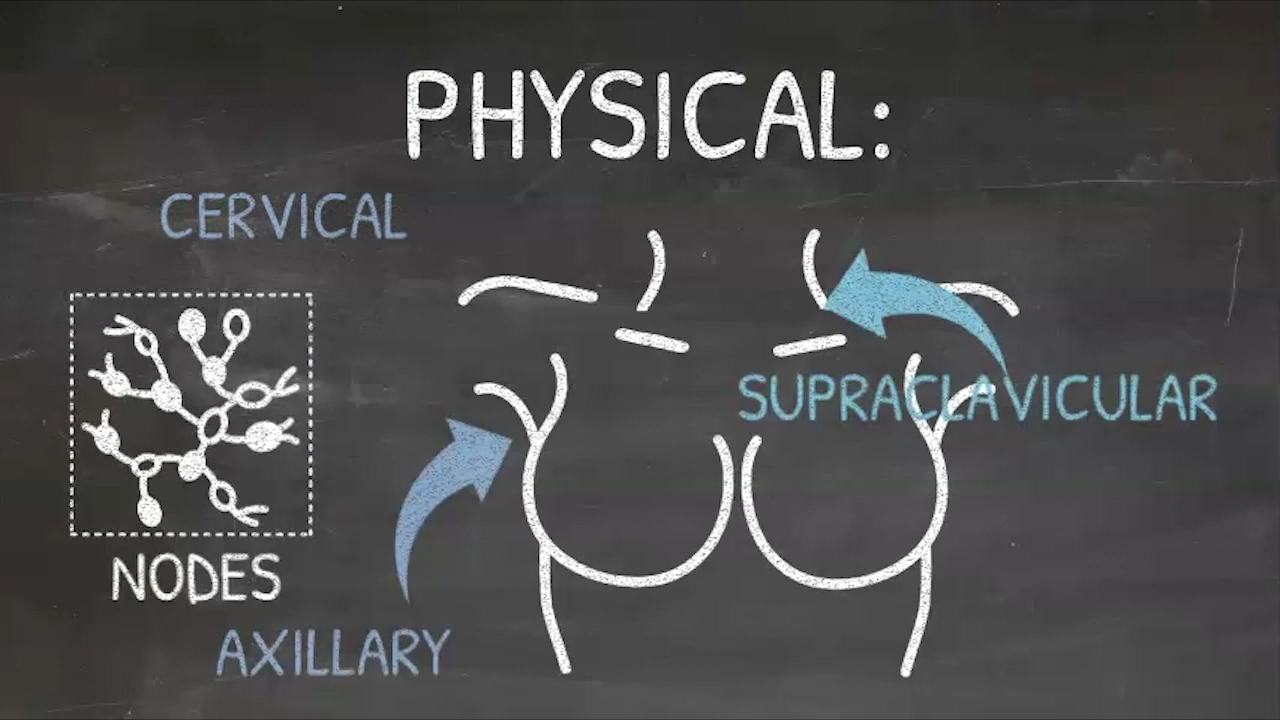 PHYSICAL:
CERVICAL
SUPRACLAVICULAR
NODES
AXILLARY